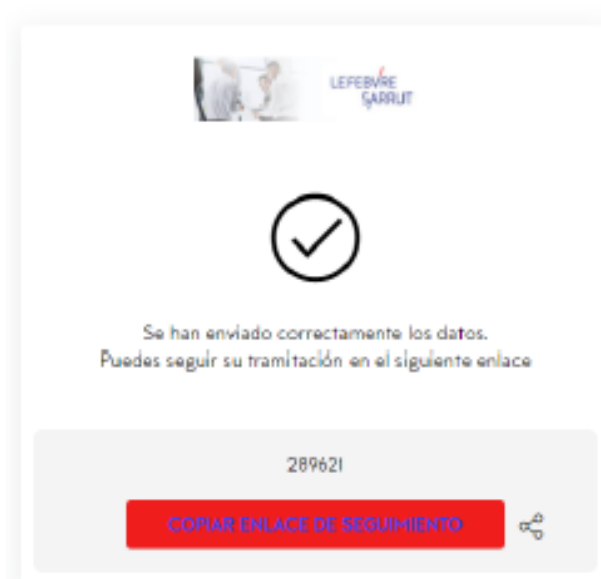 LEFEBVRE
SARRUT
Se han enviado correctamente los datos.
Puedes seguir su tramitación en el siguiente enlace
289621
COPIAR ENLACE DE SEGUIMIENTO